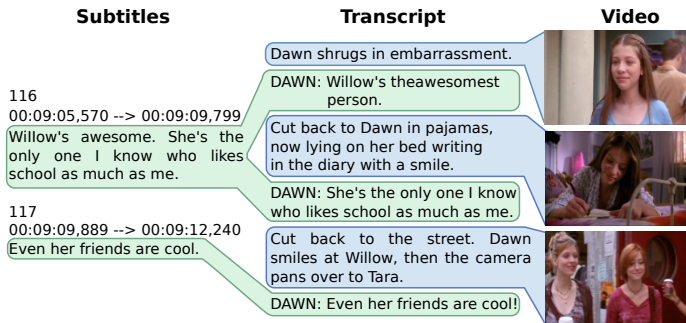 Subtitles
Transcript
Video
116
00:09:05,570 --> 00:09:09,799
Willow's awesome. She's the
only one I know who likes
school as much as me.
117
00:09:09,889 --> 00:09:12,240
Even her friends are cool.
Dawn shrugs in embarrassment.
DAWN: Willow's theawesomest
person.
Cut back to Dawn in pajamas,
now lying on her bed writing
in the diary with a smile.
DAWN: She's the only one I know
who likes school as much as me.
Cut back to the street. Dawn
smiles at Willow, then the camera
pans over to Tara.
DAWN: Even her friends are cool!